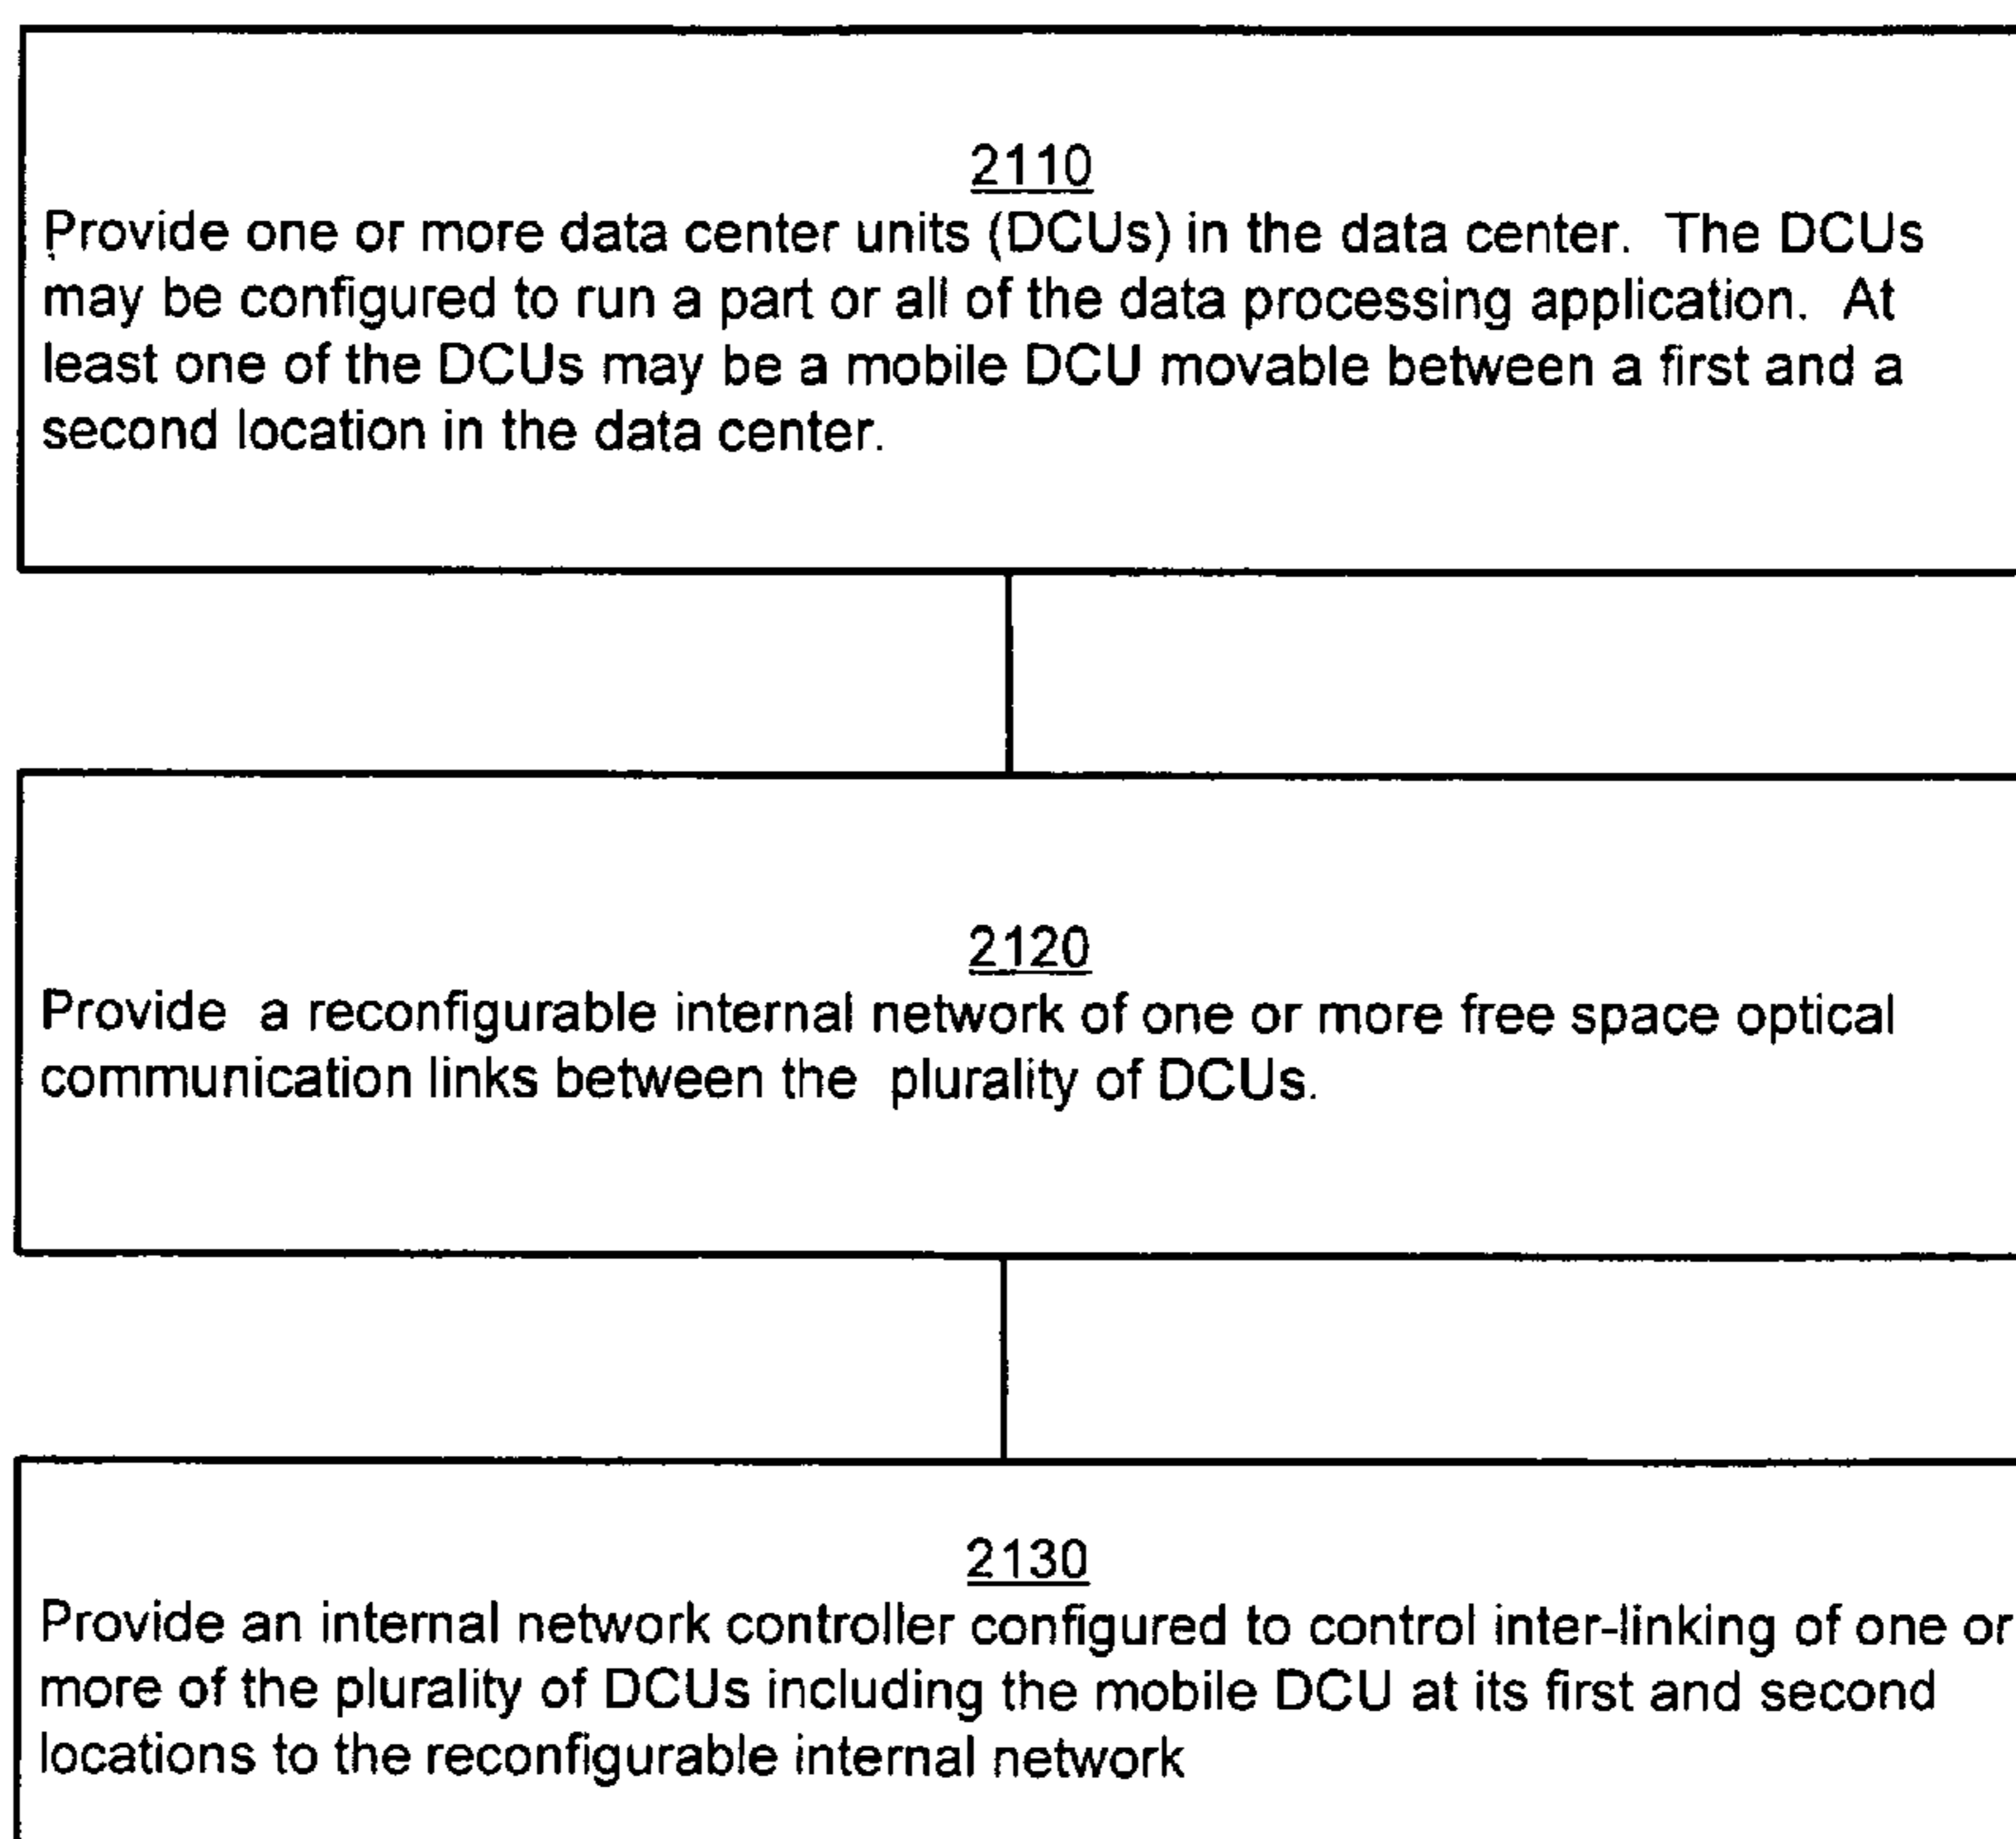 2110
Provide one or more data center units (DCUs) in the data center. The DCUs
may be configured to run a part or all of the data processing application. At
least one of the DCUs may be a mobile DCU movable between a first and a
second location in the data center.
2120
Provide a reconfigurable internal network of one or more free space optical
communication links between the plurality of DCUs.
2130
Provide an internal network controller configured to control inter-linking of one or
more of the plurality of DCUs including the mobile DCU at its first and second
locations to the reconfigurable internal network